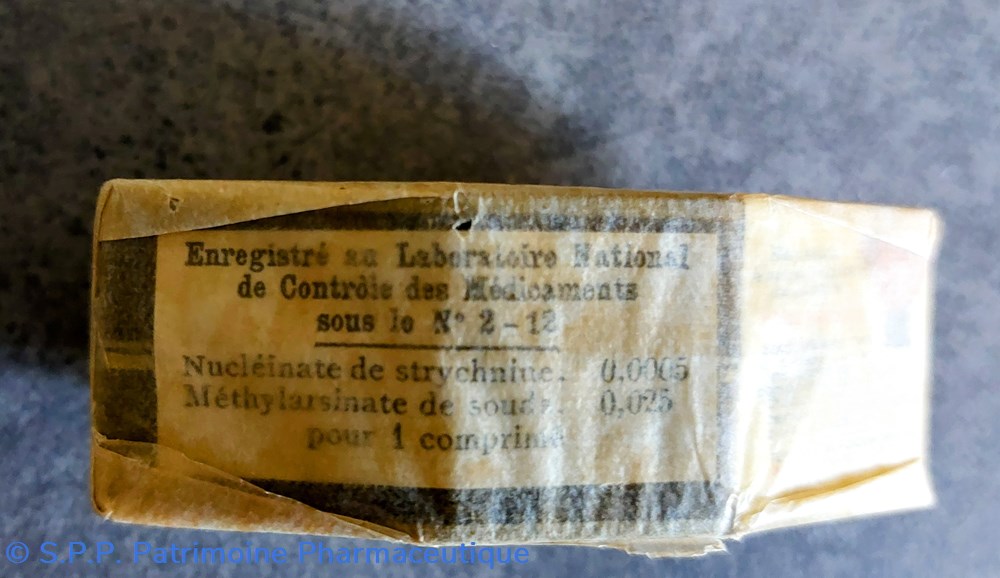 Enregistré au Laboratoire National
de Contrôle des Médicaments
sous le N° 2-12
Nucléinate de strychnine. 0,0005
Méthylarsinate de soude. 0,025
pour 1 comprimé
© S.P.P. Patrimoine Pharmaceutique